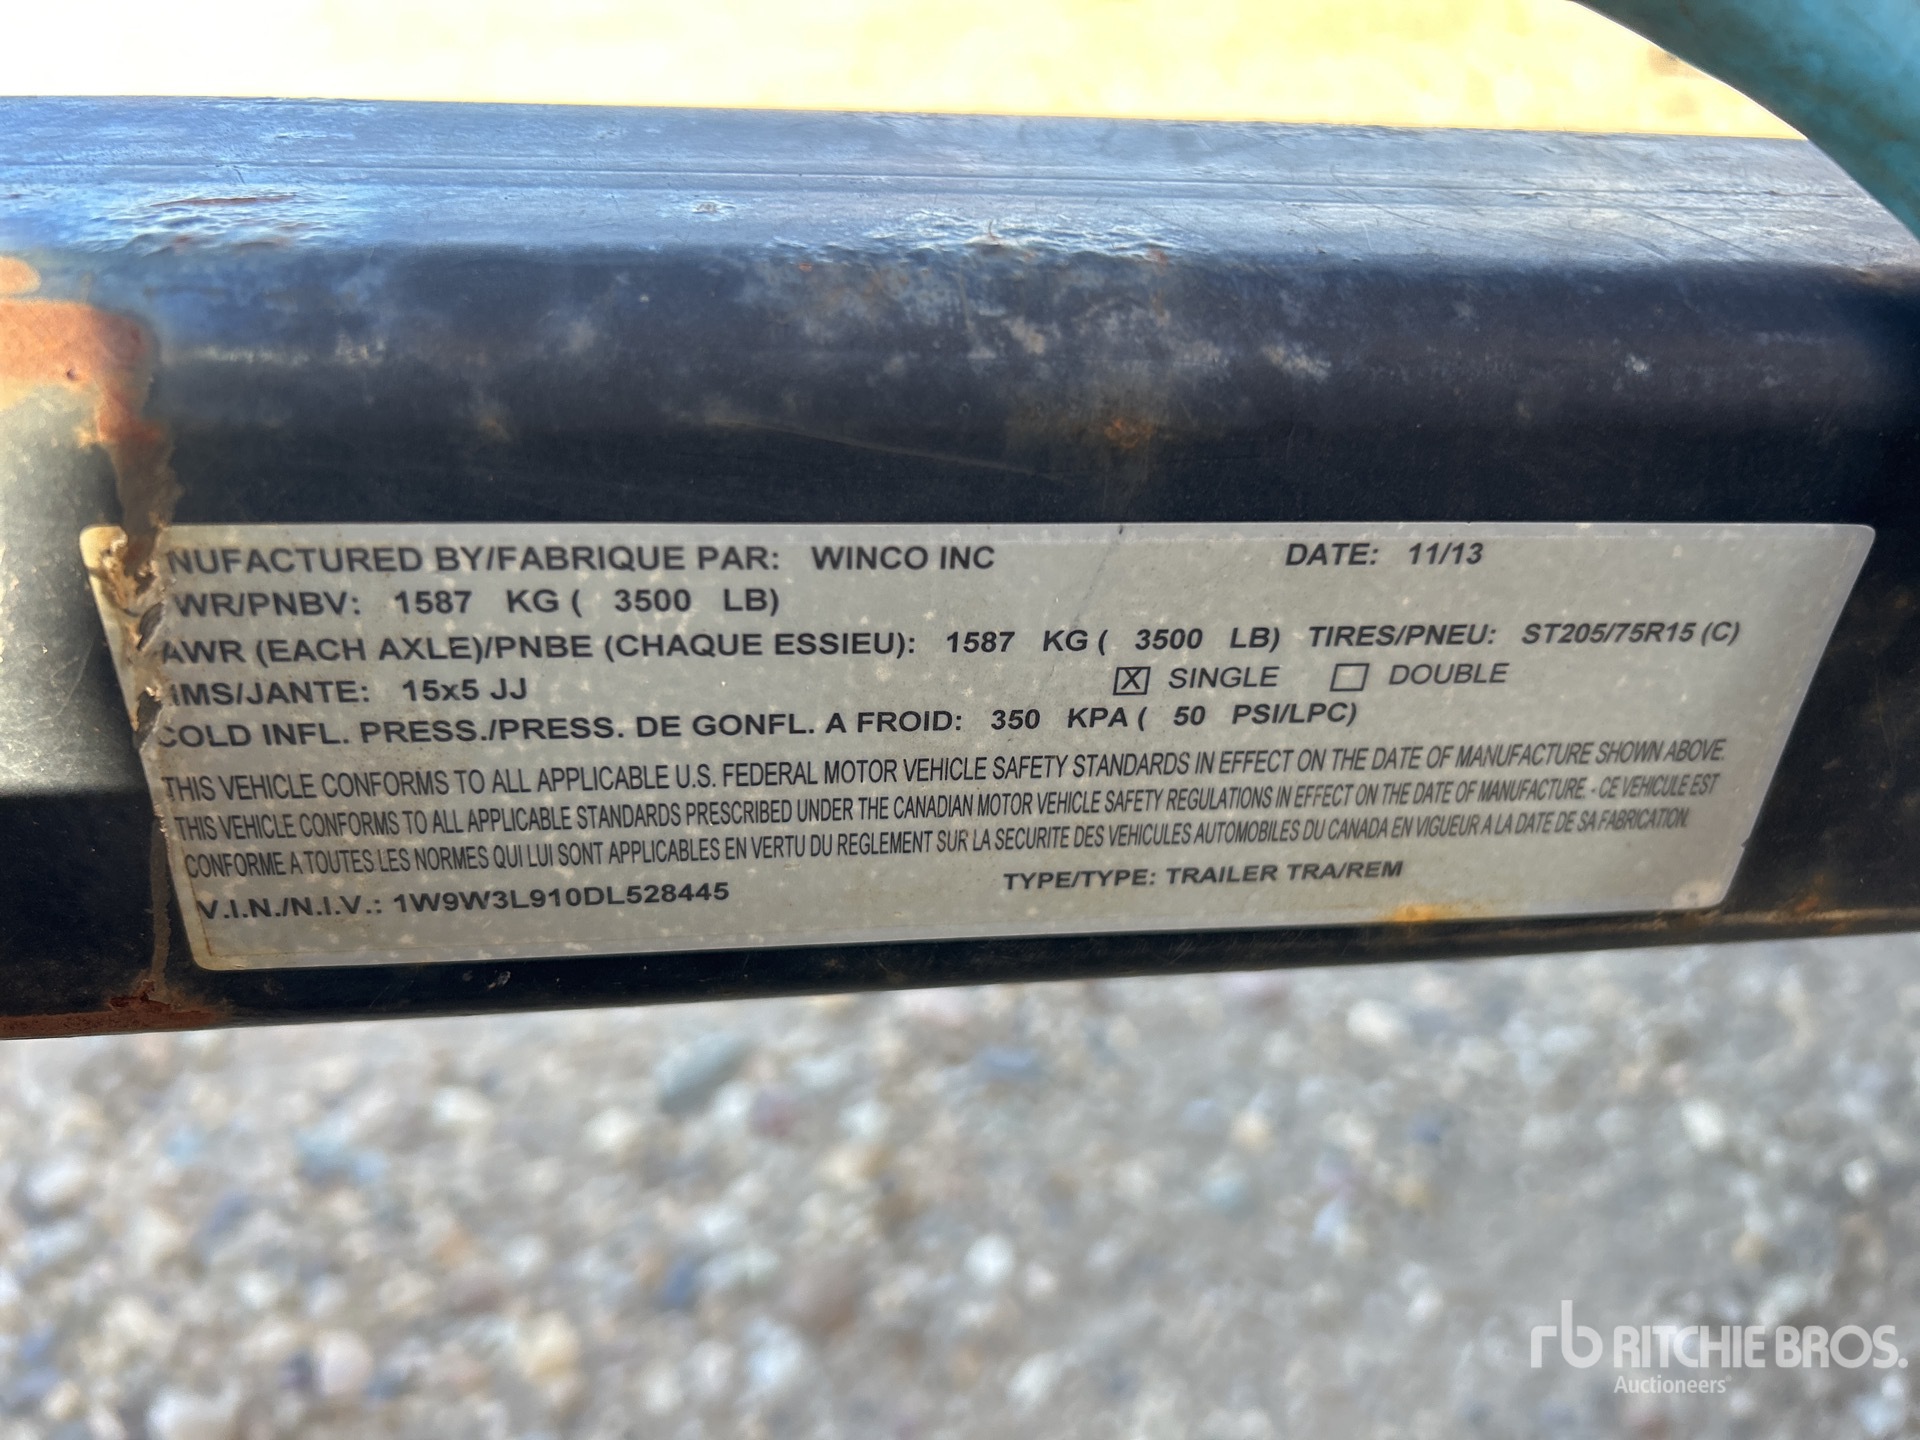 NUFACTURED BY/FABRIQUE PAR: WINCO INC DATE: 11/13
WR/PNBV: 1587 KG ( 3500 LB)
AWR (EACH AXLE)/PNBE (CHAQUE ESSIEU): 1587 KG ( 3500 LB) TIRES/PNEU: ST205/75R15 (C)
IMS/JANTE: 15x5 JJ X SINGLE DOUBLE
COLD INFL. PRESS./PRESS. DE GONFL. A FROID: 350 KPA ( 50 PSI/LPC)
THIS VEHICLE CONFORMS TO ALL APPLICABLE U.S. FEDERAL MOTOR VEHICLE SAFETY STANDARDS IN EFFECT ON THE DATE OF MANUFACTURE SHOWN ABOVE.
THIS VEHICLE CONFORMS TO ALL APPLICABLE STANDARDS PRESCRIBED UNDER THE CANADIAN MOTOR VEHICLE SAFETY REGULATIONS IN EFFECT ON THE DATE OF MANUFACTURE. - CE VEHICULE EST
CONFORME A TOUTES LES NORMES QUI LUI SONT APPLICABLES EN VERTU DU REGLEMENT SUR LA SECURITE DES VEHICULES AUTOMOBILES DU CANADA EN VIGUEUR A LA DATE DE SA FABRICATION.
V.I.N./N.I.V.: 1W9W3L910DL528445 TYPE/TYPE: TRAILER TRA/REM
rb RITCHIE BROS.
Auctioneers